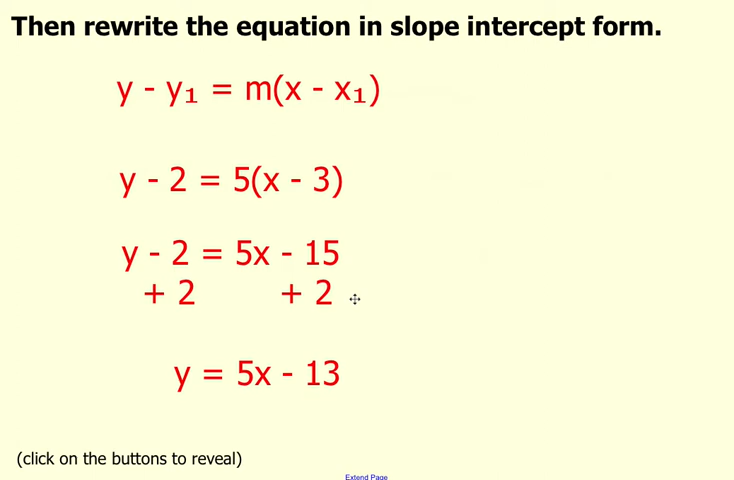 Then rewrite the equation in slope intercept form.
y - y₁ = m(x - x₁)
y - 2 = 5(x - 3)
y - 2 = 5x - 15
+ 2 + 2
y = 5x - 13
(click on the buttons to reveal)
Extend Page